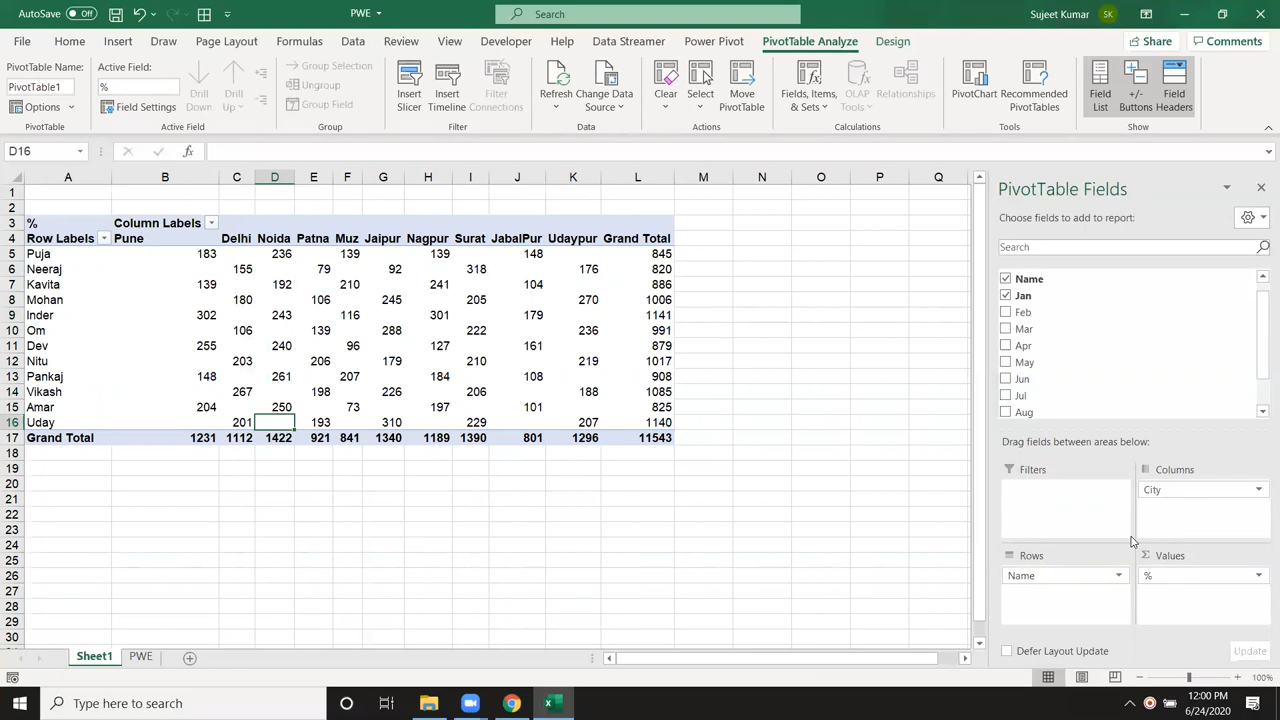 AutoSave Off PWE Search Sujeet Kumar SK
File Home Insert Draw Page Layout Formulas Data Review View Developer Help Data Streamer Power Pivot PivotTable Analyze Design Share Comments
PivotTable Name:
PivotTable1
Options
PivotTable
Active Field:
%
Field Settings
Drill Down
Drill Up
Active Field
Group Selection
Ungroup
Group Field
Group
Insert Slicer
Insert Timeline
Filter Connections
Filter
Refresh
Change Data Source
Data
Clear
Select
Move PivotTable
Actions
Fields, Items, & Sets
OLAP Tools
Relationships
Calculations
PivotChart
Recommended PivotTables
Tools
Field List
+/- Buttons
Field Headers
Show
D16 fx
A B C D E F G H I J K L M N O P Q
1
2
3 % Column Labels
4 Row Labels Pune Delhi Noida Patna Muz Jaipur Nagpur Surat JabalPur Udaypur Grand Total
5 Puja 183 236 139 139 148 845
6 Neeraj 155 79 92 318 176 820
7 Kavita 139 192 210 241 104 886
8 Mohan 180 106 245 205 270 1006
9 Inder 302 243 116 301 179 1141
10 Om 106 139 288 222 236 991
11 Dev 255 240 96 127 161 879
12 Nitu 203 206 179 210 219 1017
13 Pankaj 148 261 207 184 108 908
14 Vikash 267 198 226 206 188 1085
15 Amar 204 250 73 197 101 825
16 Uday 201 193 310 229 207 1140
17 Grand Total 1231 1112 1422 921 841 1340 1189 1390 801 1296 11543
18
19
20
21
22
23
24
25
26
27
28
29
30
PivotTable Fields
Choose fields to add to report:
Search
Name
Jan
Feb
Mar
Apr
May
Jun
Jul
Aug
Drag fields between areas below:
Filters Columns
City
Rows Σ Values
Name %
Defer Layout Update Update
Sheet1 PWE
100%
Type here to search
12:00 PM
6/24/2020